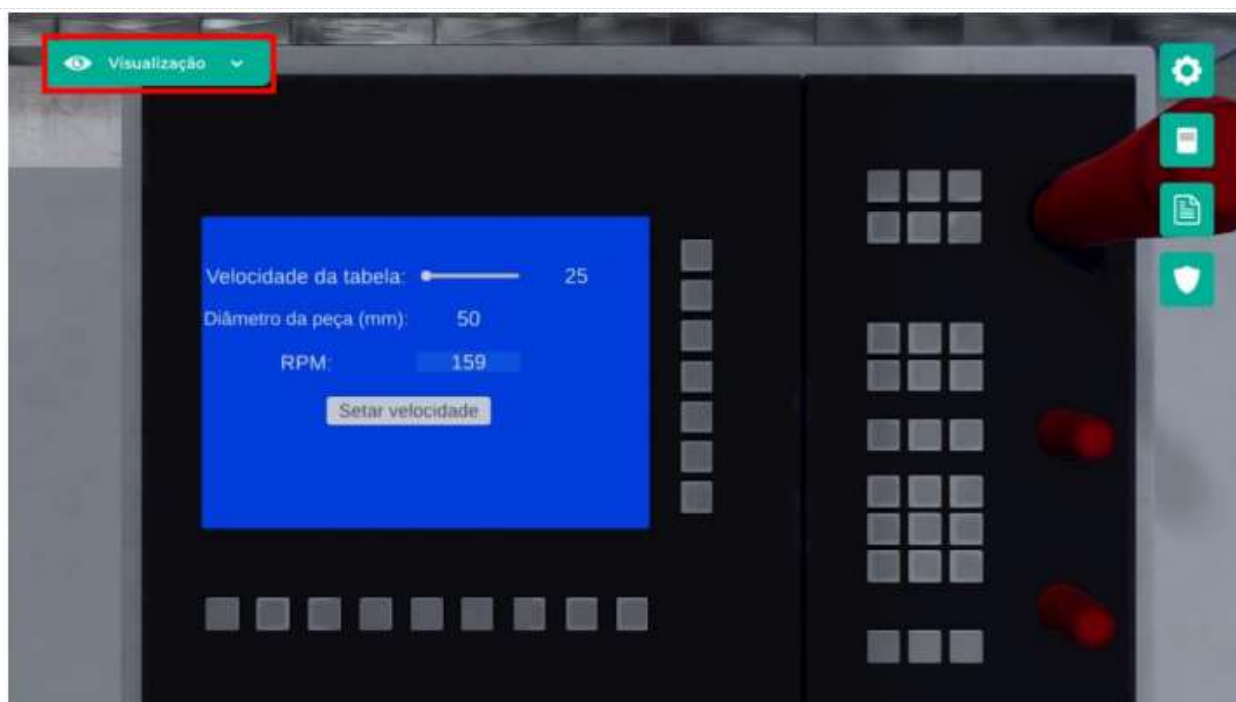 Visualização
Velocidade da tabela: 25
Diâmetro da peça (mm): 50
RPM: 159
Setar velocidade